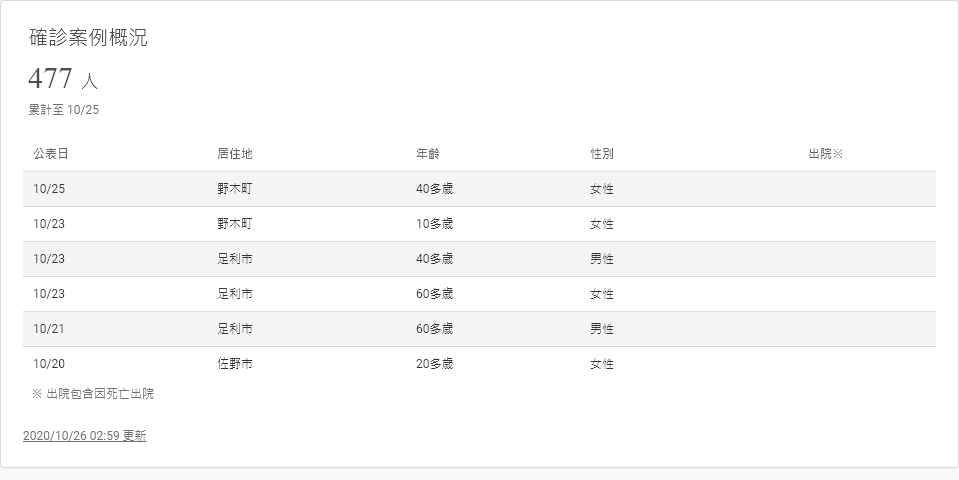 確診案例概況
477 人
累計至 10/25
公表日 居住地 年齡 性別 出院※
10/25 野木町 40多歲 女性
10/23 野木町 10多歲 女性
10/23 足利市 40多歲 男性
10/23 足利市 60多歲 女性
10/21 足利市 60多歲 男性
10/20 佐野市 20多歲 女性
※ 出院包含因死亡出院
2020/10/26 02:59 更新